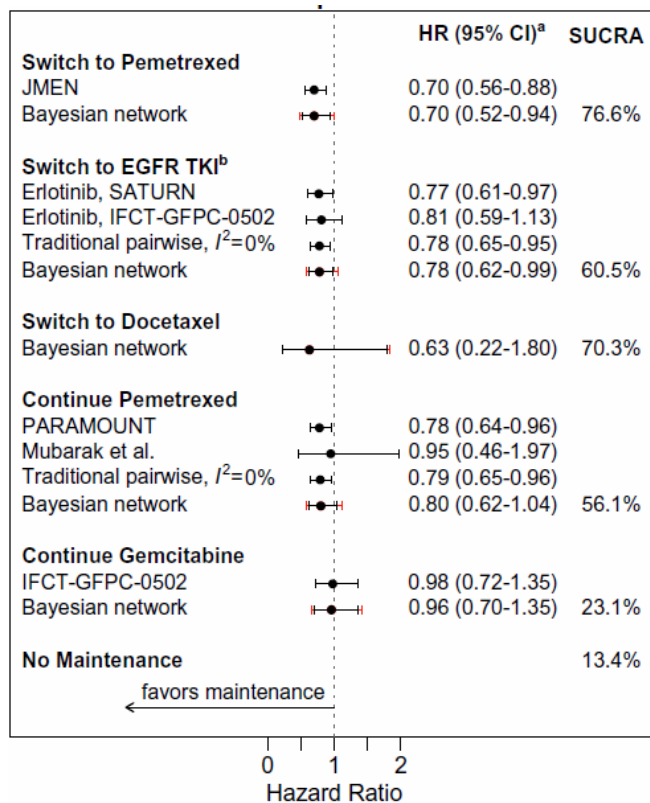 HR (95% CI)a SUCRA
Switch to Pemetrexed
JMEN 0.70 (0.56-0.88)
Bayesian network 0.70 (0.52-0.94) 76.6%
Switch to EGFR TKIb
Erlotinib, SATURN 0.77 (0.61-0.97)
Erlotinib, IFCT-GFPC-0502 0.81 (0.59-1.13)
Traditional pairwise, I²=0% 0.78 (0.65-0.95)
Bayesian network 0.78 (0.62-0.99) 60.5%
Switch to Docetaxel
Bayesian network 0.63 (0.22-1.80) 70.3%
Continue Pemetrexed
PARAMOUNT 0.78 (0.64-0.96)
Mubarak et al. 0.95 (0.46-1.97)
Traditional pairwise, I²=0% 0.79 (0.65-0.96)
Bayesian network 0.80 (0.62-1.04) 56.1%
Continue Gemcitabine
IFCT-GFPC-0502 0.98 (0.72-1.35)
Bayesian network 0.96 (0.70-1.35) 23.1%
No Maintenance 13.4%
favors maintenance
0 1 2
Hazard Ratio